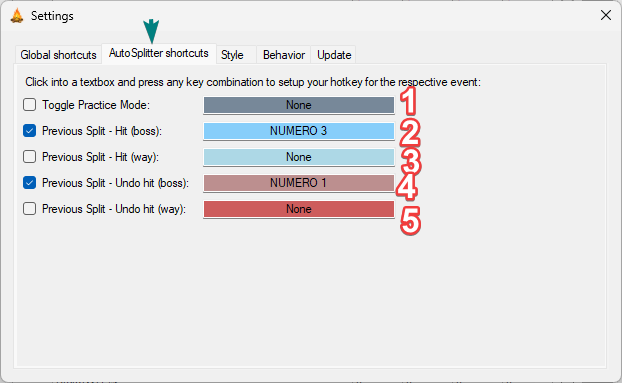 Settings
Global shortcuts AutoSplitter shortcuts Style Behavior Update
Click into a textbox and press any key combination to setup your hotkey for the respective event:
Toggle Practice Mode: None 1
Previous Split - Hit (boss): NUMERO 3 2
Previous Split - Hit (way): None 3
Previous Split - Undo hit (boss): NUMERO 1 4
Previous Split - Undo hit (way): None 5